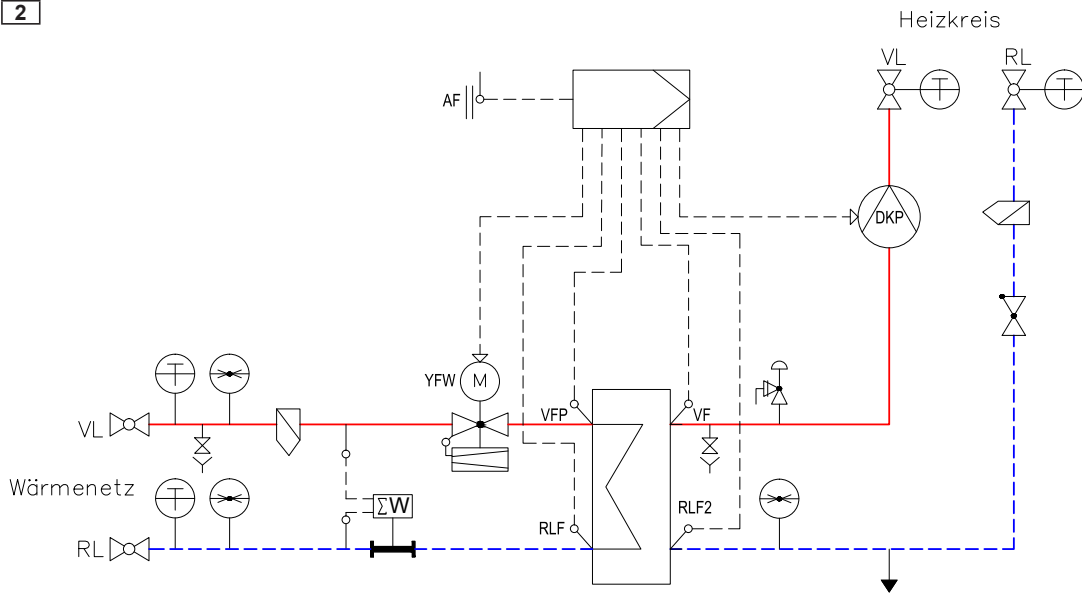 2
Heizkreis
VL
RL
T
T
AF
DKP
YFW
M
T
VFP
VF
VL
Wärmenetz
T
ΣW
RLF
RLF2
RL